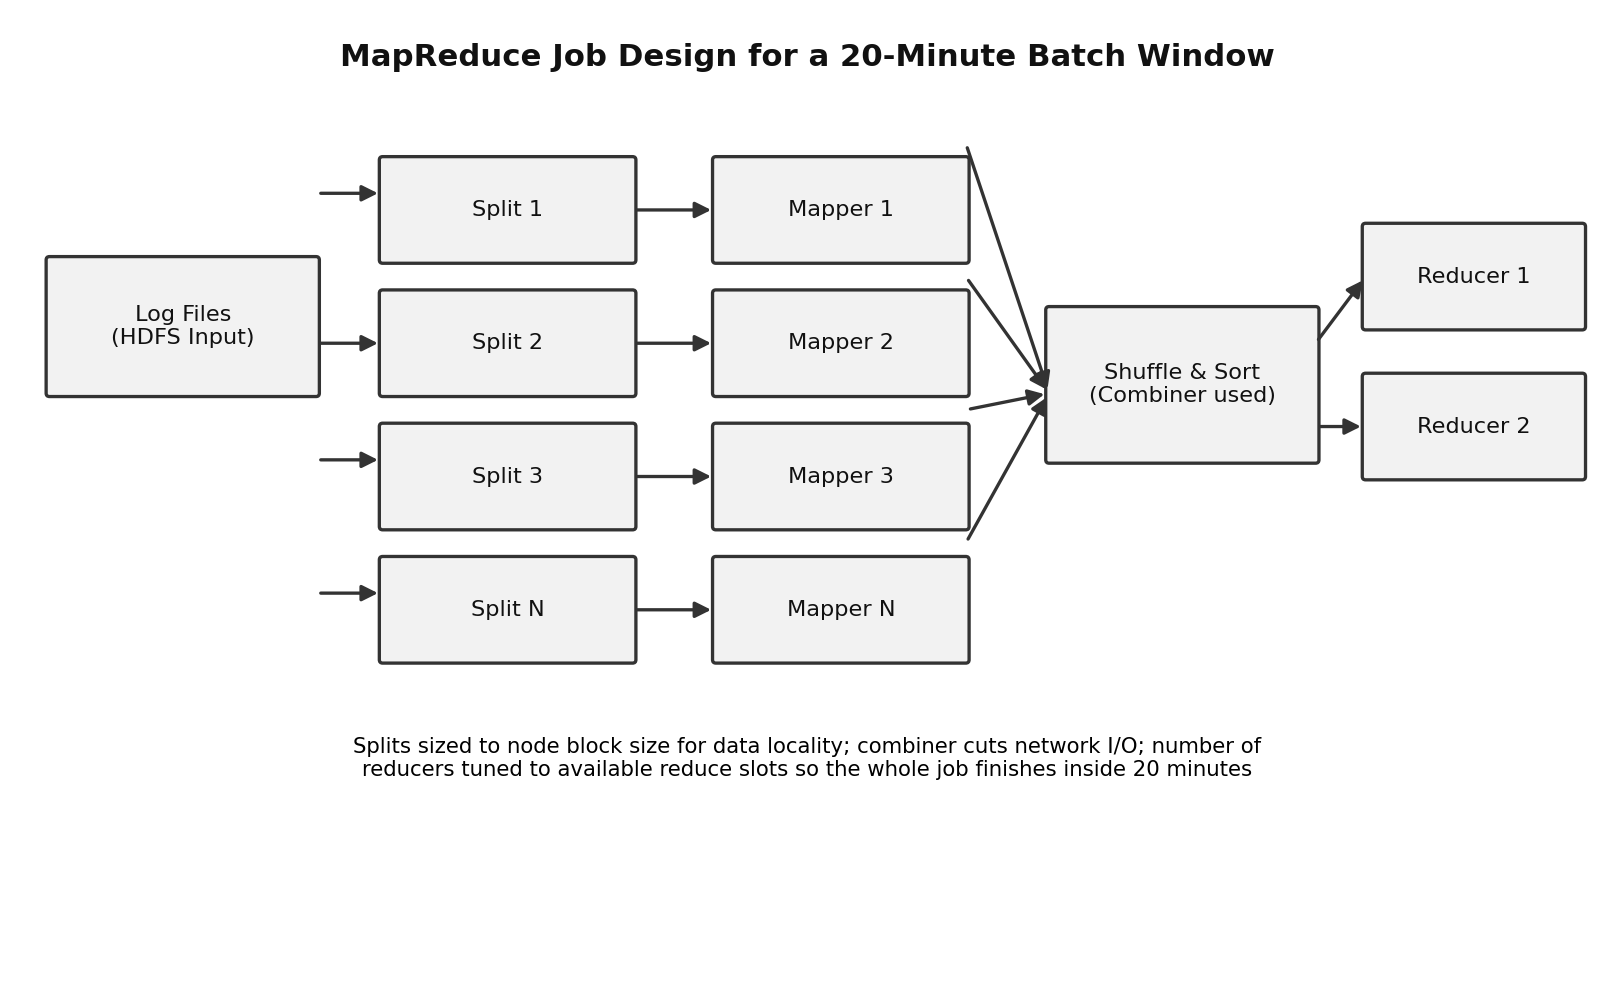 MapReduce Job Design for a 20-Minute Batch Window
Log Files
(HDFS Input)
Split 1
Split 2
Split 3
Split N
Mapper 1
Mapper 2
Mapper 3
Mapper N
Shuffle & Sort
(Combiner used)
Reducer 1
Reducer 2
Splits sized to node block size for data locality; combiner cuts network I/O; number of
reducers tuned to available reduce slots so the whole job finishes inside 20 minutes